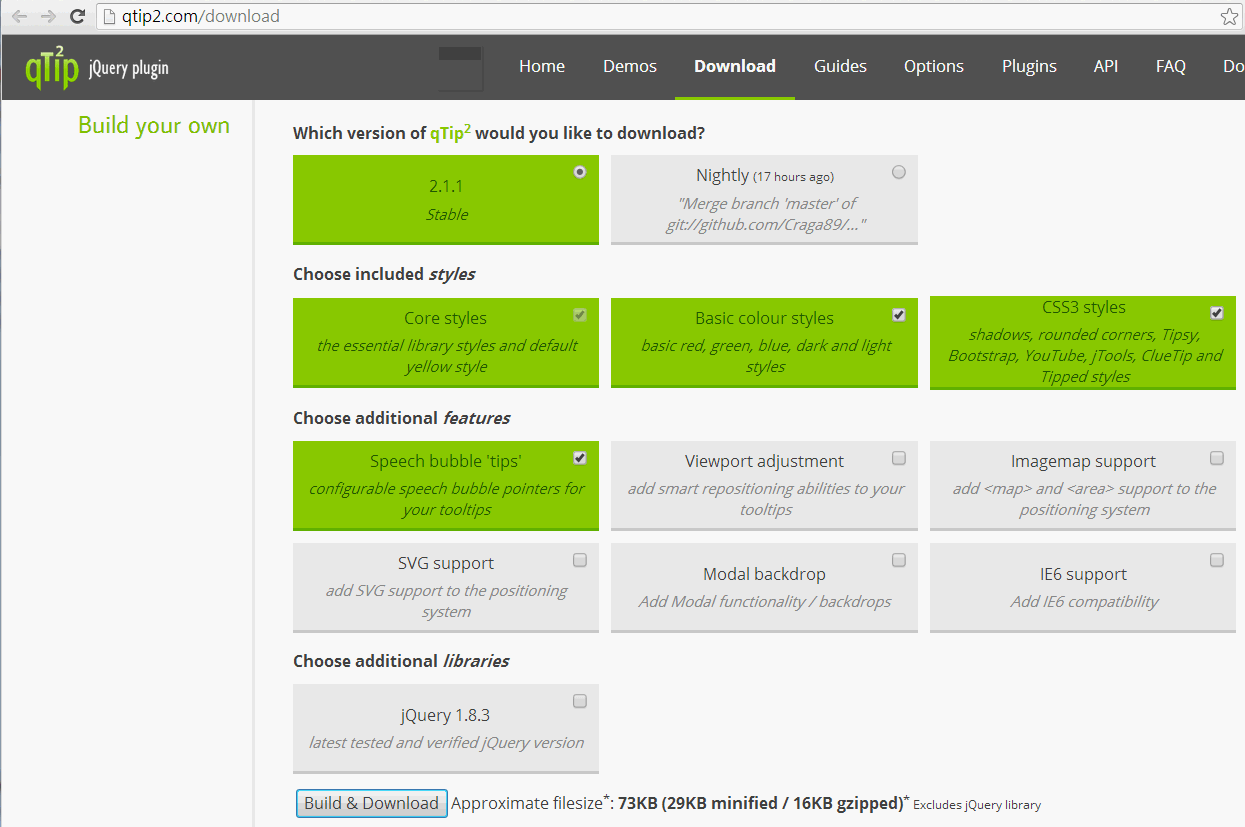 qtip2.com/download
qTip2 jQuery plugin
Home Demos Download Guides Options Plugins API FAQ Do
Build your own
Which version of qTip2 would you like to download?
2.1.1
Stable
Nightly (17 hours ago)
"Merge branch 'master' of
git://github.com/Craga89/..."
Choose included styles
Core styles
the essential library styles and default
yellow style
Basic colour styles
basic red, green, blue, dark and light
styles
CSS3 styles
shadows, rounded corners, Tipsy,
Bootstrap, YouTube, jTools, ClueTip and
Tipped styles
Choose additional features
Speech bubble 'tips'
configurable speech bubble pointers for
your tooltips
Viewport adjustment
add smart repositioning abilities to your
tooltips
Imagemap support
add <map> and <area> support to the
positioning system
SVG support
add SVG support to the positioning
system
Modal backdrop
Add Modal functionality / backdrops
IE6 support
Add IE6 compatibility
Choose additional libraries
jQuery 1.8.3
latest tested and verified jQuery version
Build & Download Approximate filesize*: 73KB (29KB minified / 16KB gzipped)* Excludes jQuery library